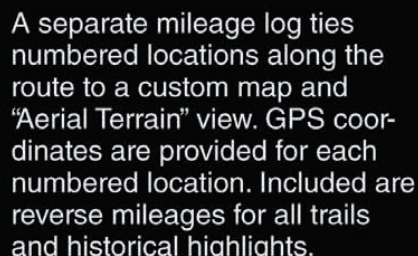 A separate mileage log ties
numbered locations along the
route to a custom map and
“Aerial Terrain” view. GPS coor-
dinates are provided for each
numbered location. Included are
reverse mileages for all trails
and historical highlights.